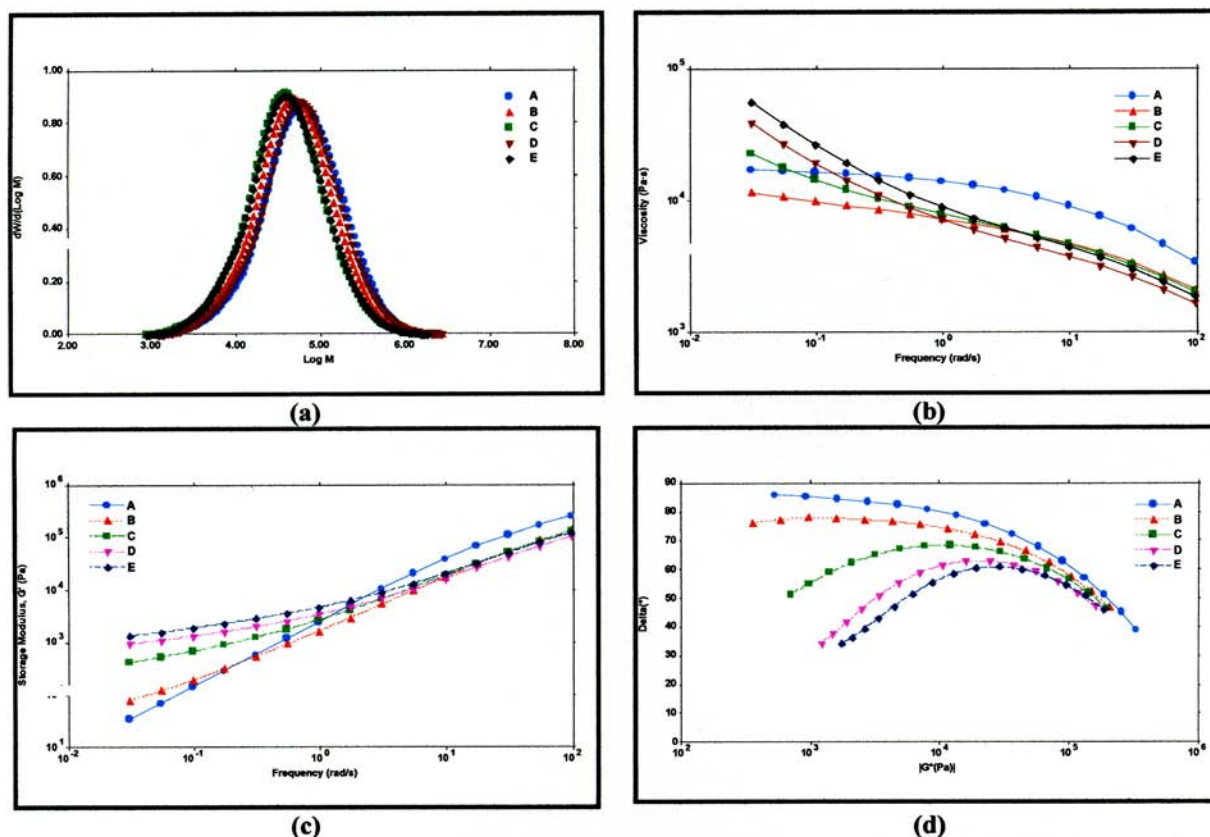 1.00
0.80
0.60
0.40
0.20
0.00
dW/d(Log M)
2.00 3.00 4.00 5.00 6.00 7.00 8.00
Log M
A
B
C
D
E
(a)
10^5
10^4
10^3
Viscosity (Pa-s)
10^-2 10^-1 10^0 10^1 10^2
Frequency (rad/s)
A
B
C
D
E
(b)
10^6
10^5
10^4
10^3
10^1
Storage Modulus, G' (Pa)
10^-2 10^-1 10^0 10^1 10^2
Frequency (rad/s)
A
B
C
D
E
(c)
90
80
70
60
50
40
30
20
10
0
Delta(°)
10^2 10^3 10^4 10^5 10^6
|G*(Pa)|
A
B
C
D
E
(d)